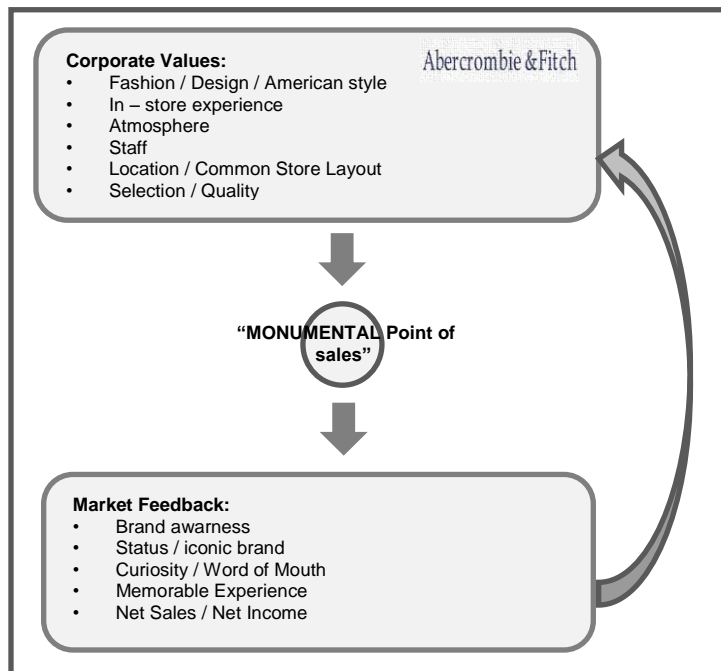 Corporate Values:
Abercrombie & Fitch
• Fashion / Design / American style
• In – store experience
• Atmosphere
• Staff
• Location / Common Store Layout
• Selection / Quality
“MONUMENTAL Point of
sales”
Market Feedback:
• Brand awarness
• Status / iconic brand
• Curiosity / Word of Mouth
• Memorable Experience
• Net Sales / Net Income